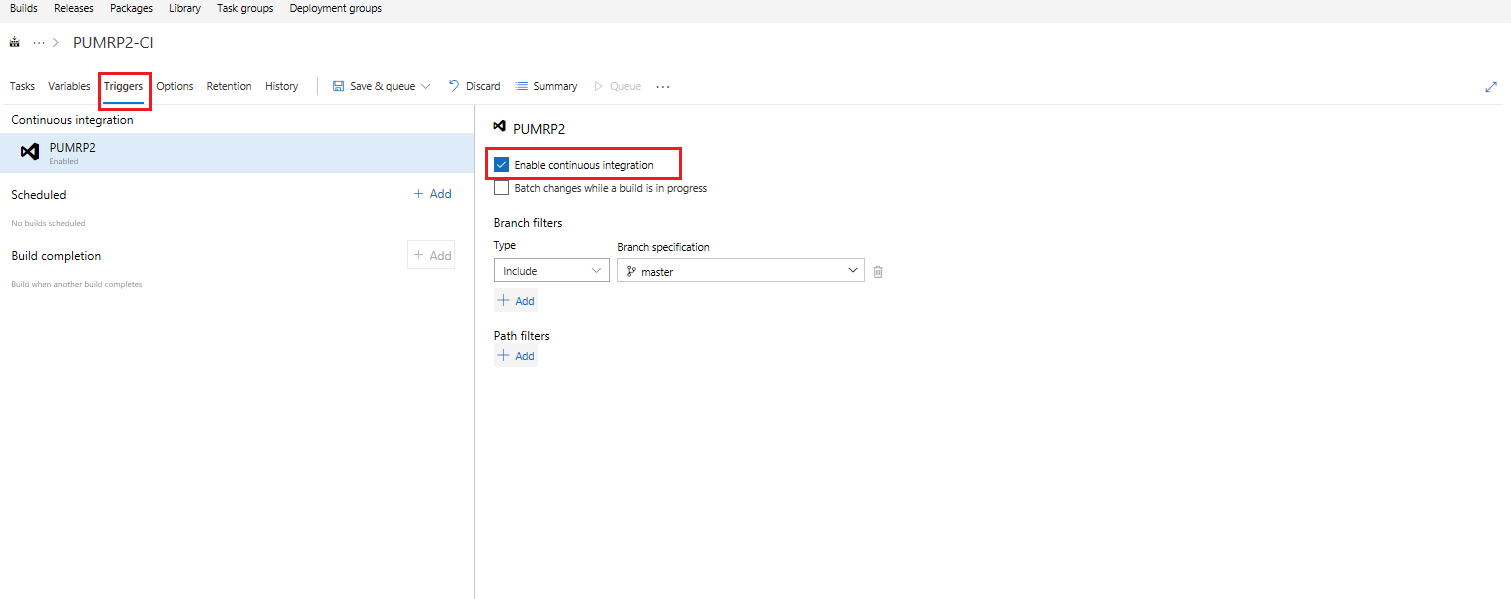 Builds Releases Packages Library Task groups Deployment groups
... > PUMRP2-CI
Tasks Variables Triggers Options Retention History Save & queue Discard Summary Queue ...
Continuous integration
PUMRP2
Enabled
Scheduled + Add
No builds scheduled
Build completion + Add
Build when another build completes
PUMRP2
Enable continuous integration
Batch changes while a build is in progress
Branch filters
Type Branch specification
Include master
+ Add
Path filters
+ Add